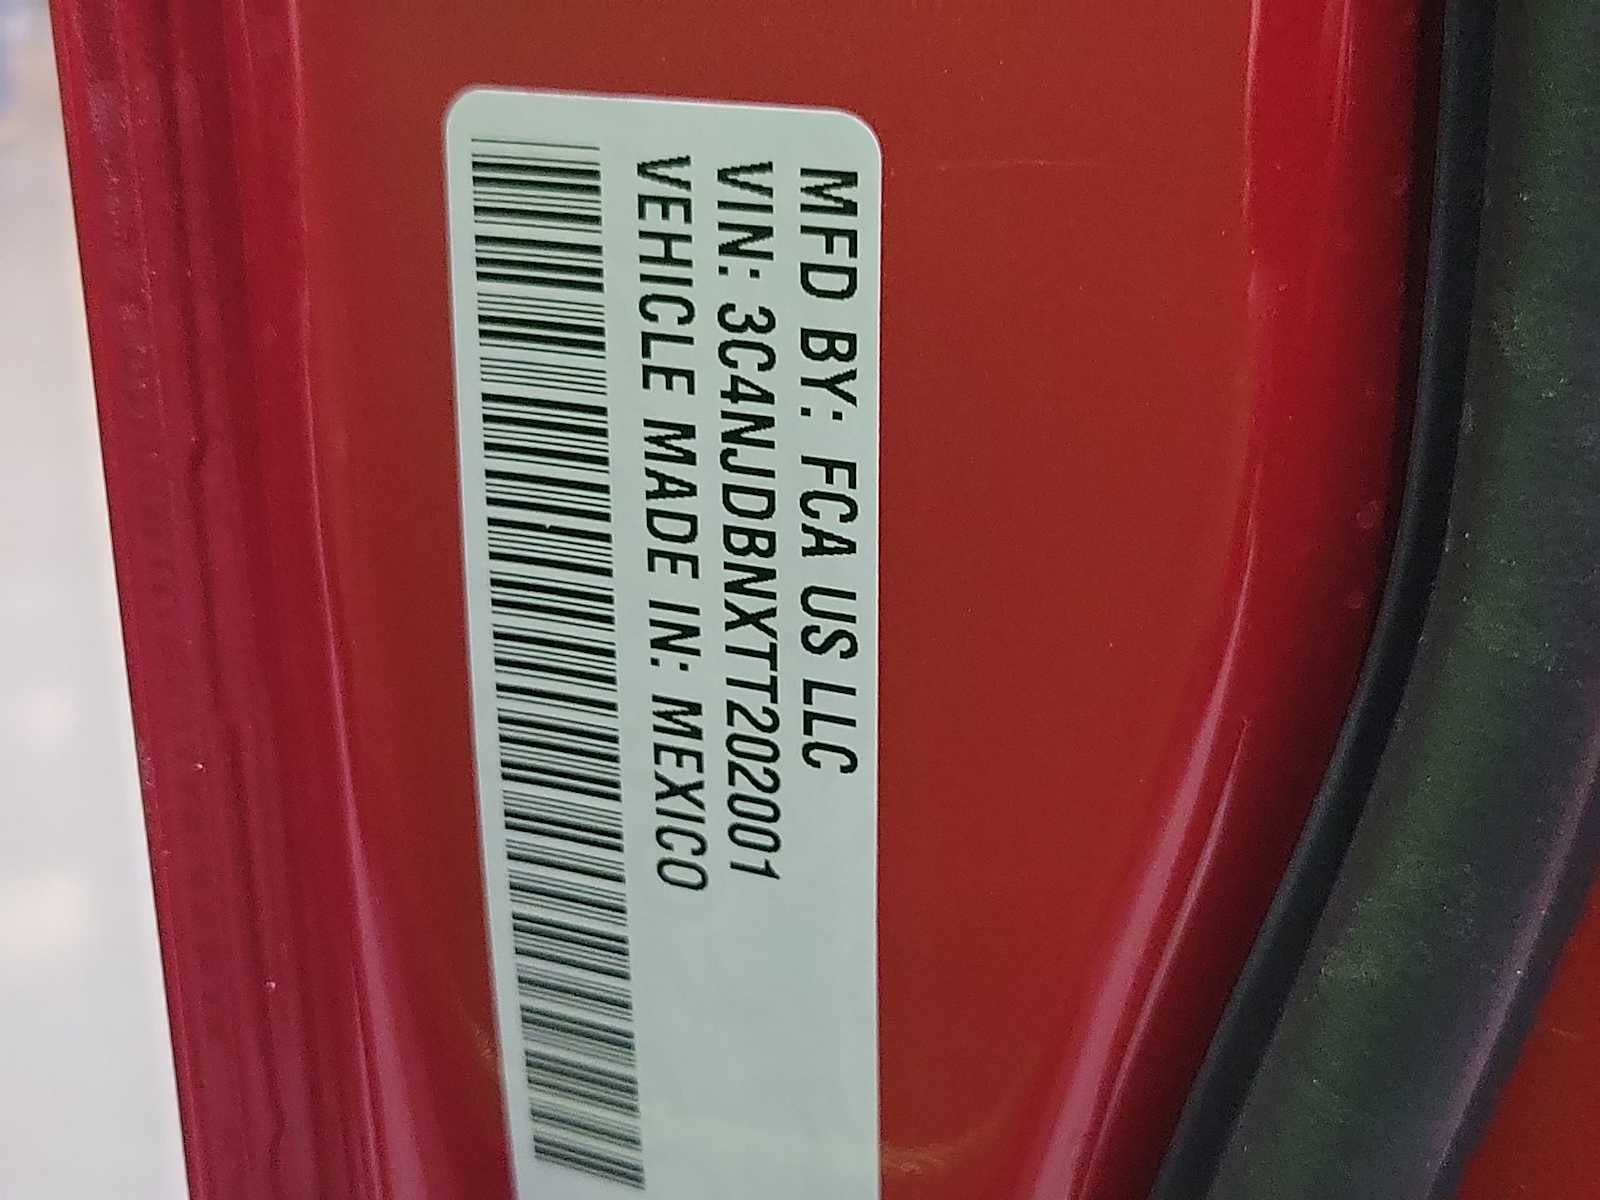 MFD BY: FCA US LLC
VIN: 3C4NJDBNXTT202001
VEHICLE MADE IN: MEXICO